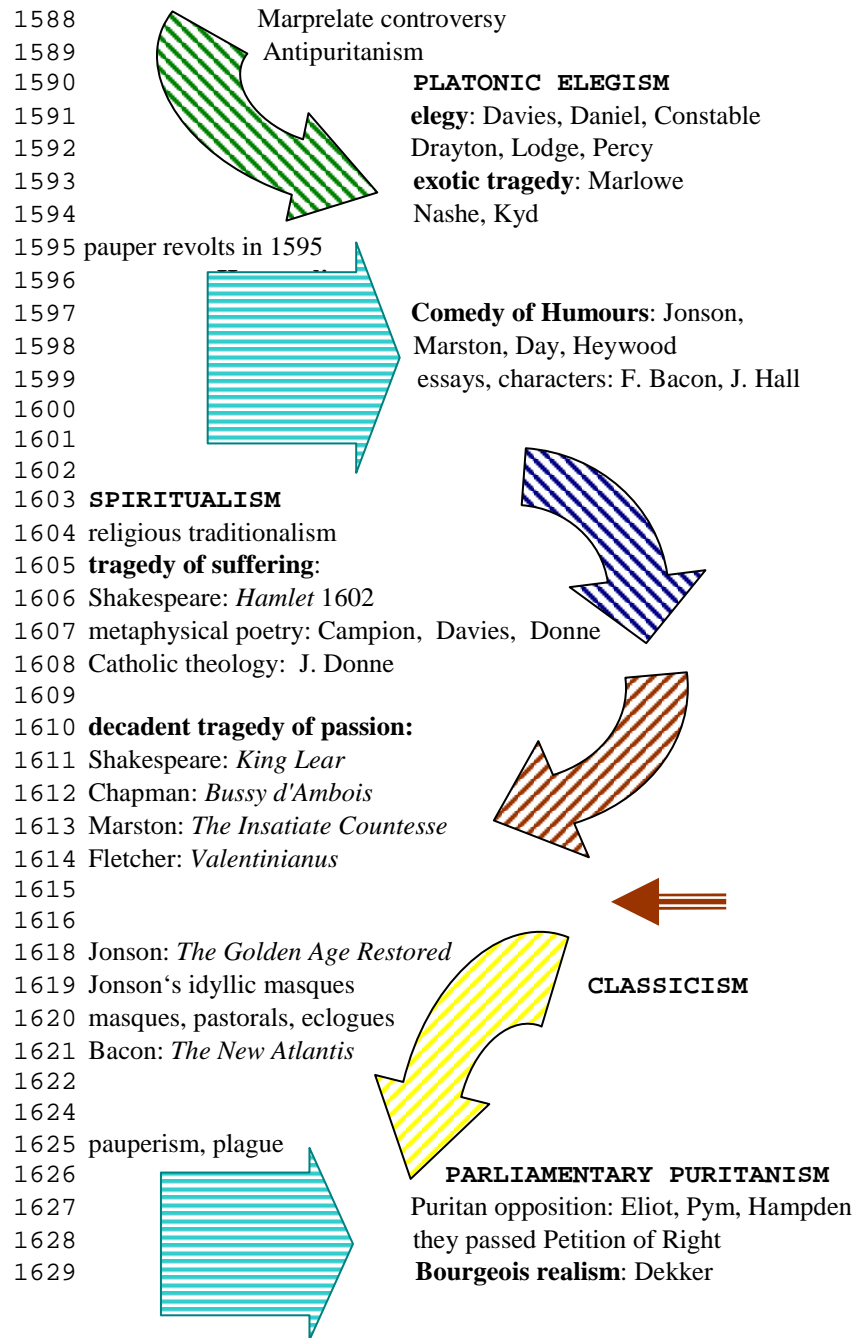 1588 Marprelate controversy
1589 Antipuritanism
1590 PLATONIC ELEGISM
1591 elegy: Davies, Daniel, Constable
1592 Drayton, Lodge, Percy
1593 exotic tragedy: Marlowe
1594 Nashe, Kyd
1595 pauper revolts in 1595
1596
1597 Comedy of Humours: Jonson,
1598 Marston, Day, Heywood
1599 essays, characters: F. Bacon, J. Hall
1600
1601
1602
1603 SPIRITUALISM
1604 religious traditionalism
1605 tragedy of suffering:
1606 Shakespeare: Hamlet 1602
1607 metaphysical poetry: Campion, Davies, Donne
1608 Catholic theology: J. Donne
1609
1610 decadent tragedy of passion:
1611 Shakespeare: King Lear
1612 Chapman: Bussy d'Ambois
1613 Marston: The Insatiate Countesse
1614 Fletcher: Valentinianus
1615
1616
1618 Jonson: The Golden Age Restored
1619 Jonson‘s idyllic masques CLASSICISM
1620 masques, pastorals, eclogues
1621 Bacon: The New Atlantis
1622
1624
1625 pauperism, plague
1626 PARLIAMENTARY PURITANISM
1627 Puritan opposition: Eliot, Pym, Hampden
1628 they passed Petition of Right
1629 Bourgeois realism: Dekker